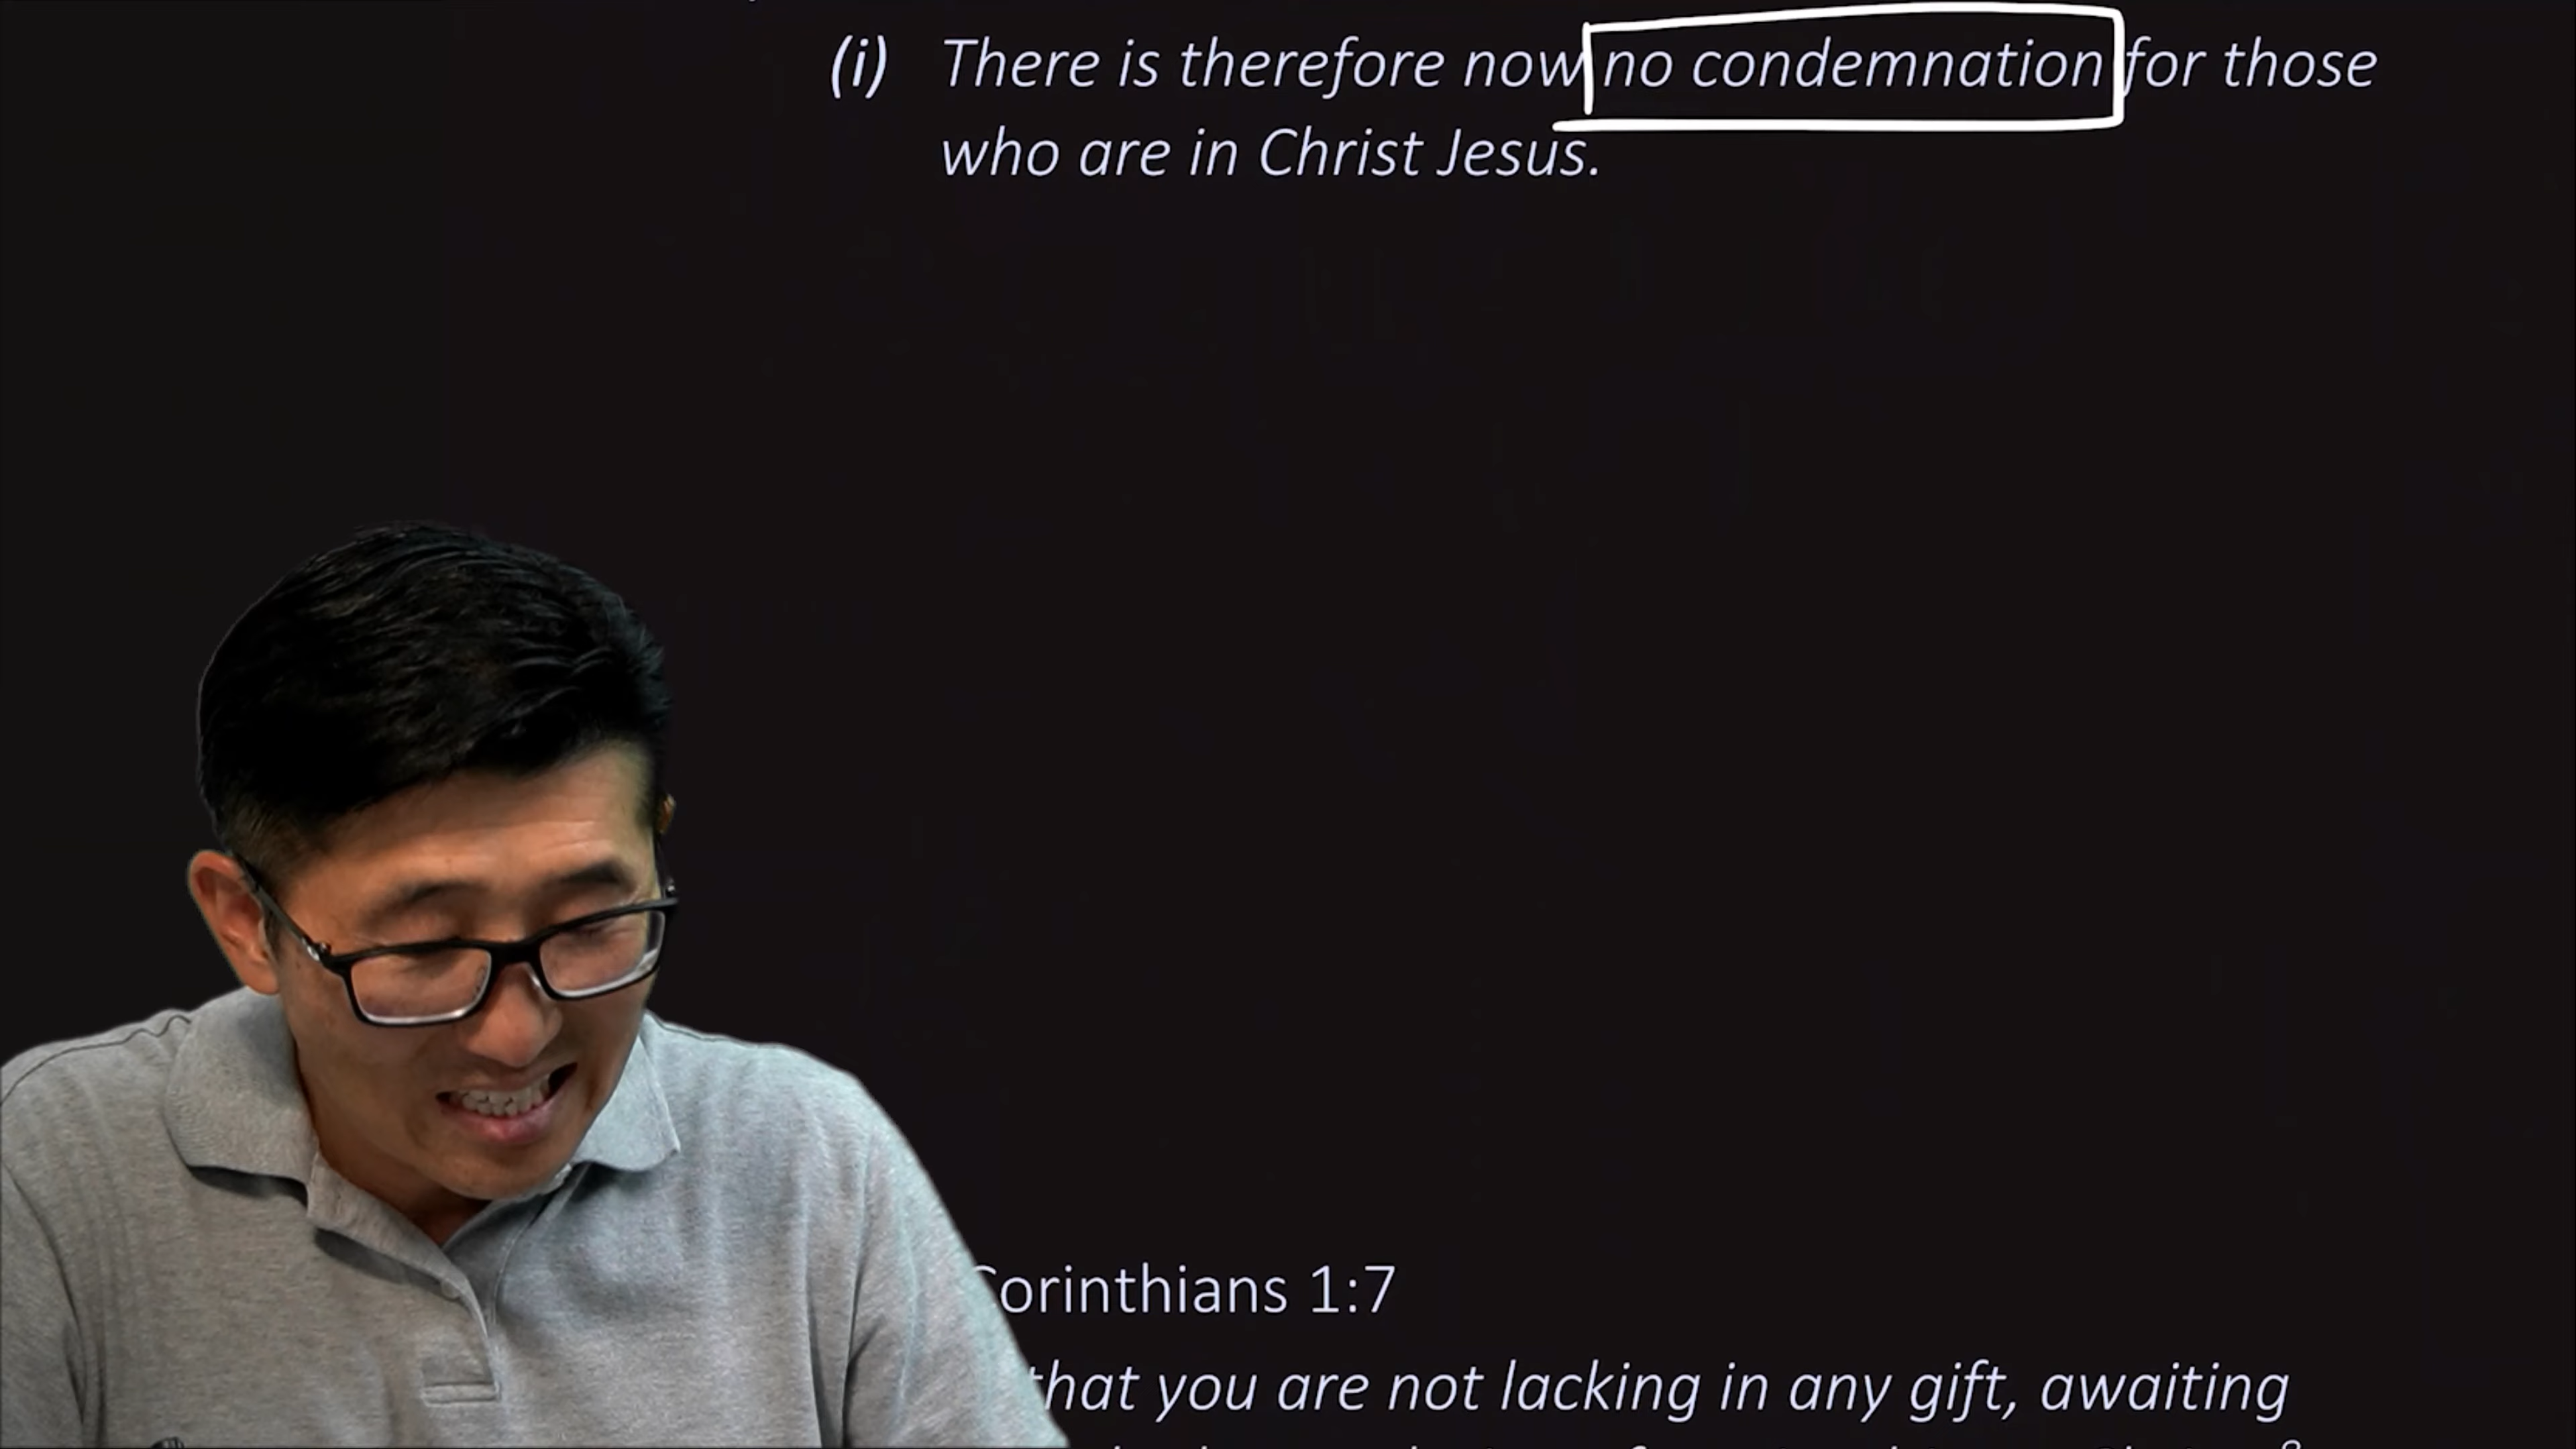 (i) There is therefore now no condemnation for those
who are in Christ Jesus.
Corinthians 1:7
that you are not lacking in any gift, awaiting